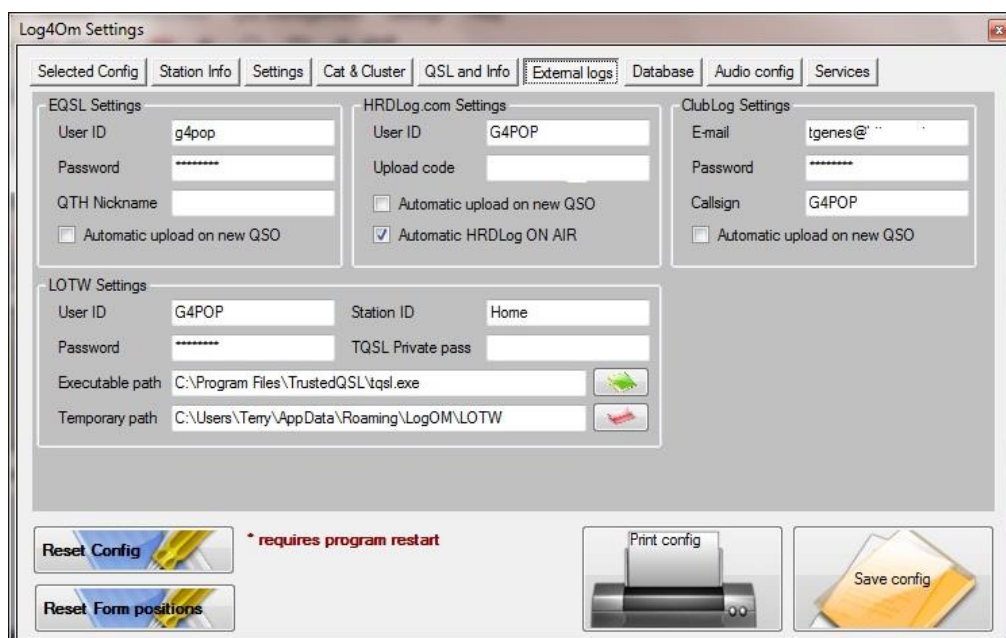 Log4Om Settings
Selected Config Station Info Settings Cat & Cluster QSL and Info External logs Database Audio config Services
EQSL Settings
User ID g4pop
Password ********
QTH Nickname
Automatic upload on new QSO
HRDLog.com Settings
User ID G4POP
Upload code
Automatic upload on new QSO
Automatic HRDLog ON AIR
ClubLog Settings
E-mail tgenes@
Password ********
Callsign G4POP
Automatic upload on new QSO
LOTW Settings
User ID G4POP Station ID Home
Password ******** TQSL Private pass
Executable path C:\Program Files\TrustedQSL\tqsl.exe
Temporary path C:\Users\Terry\AppData\Roaming\LogOM\LOTW
Reset Config * requires program restart Print config
Save config
Reset Form positions